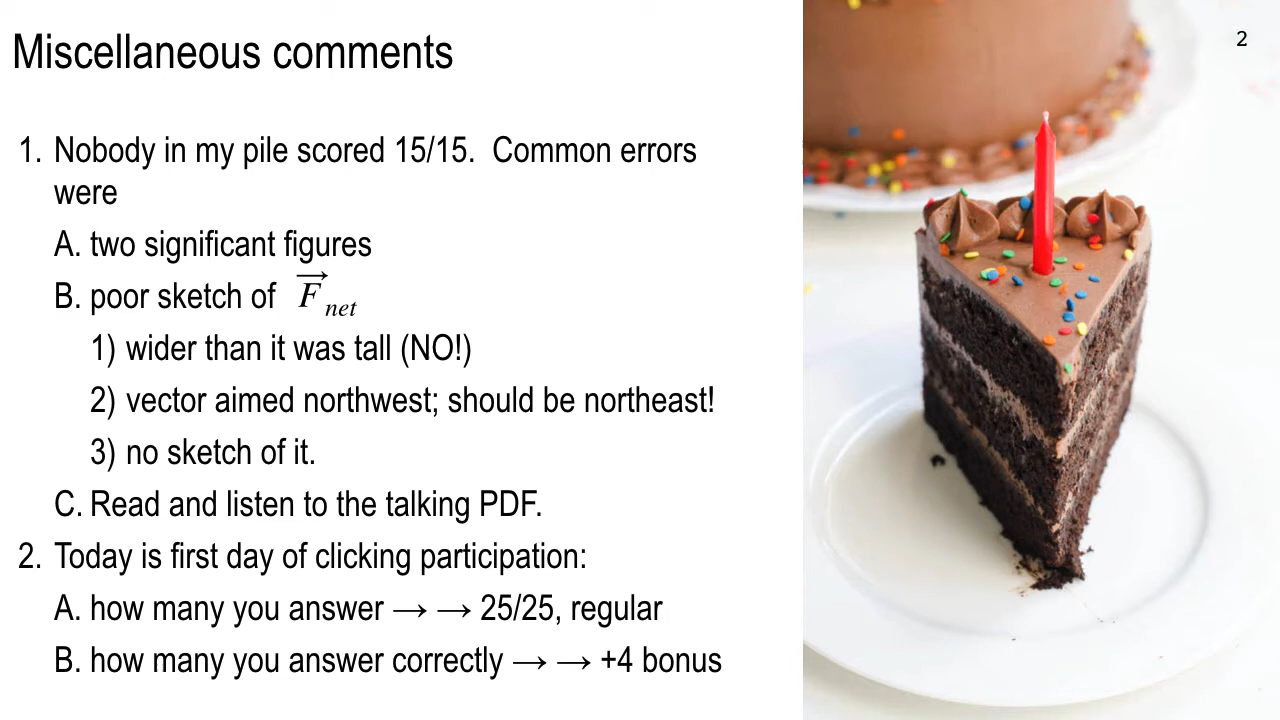 Miscellaneous comments
2
1. Nobody in my pile scored 15/15. Common errors
were
A. two significant figures
B. poor sketch of F⃗ net
1) wider than it was tall (NO!)
2) vector aimed northwest; should be northeast!
3) no sketch of it.
C. Read and listen to the talking PDF.
2. Today is first day of clicking participation:
A. how many you answer → → 25/25, regular
B. how many you answer correctly → → +4 bonus